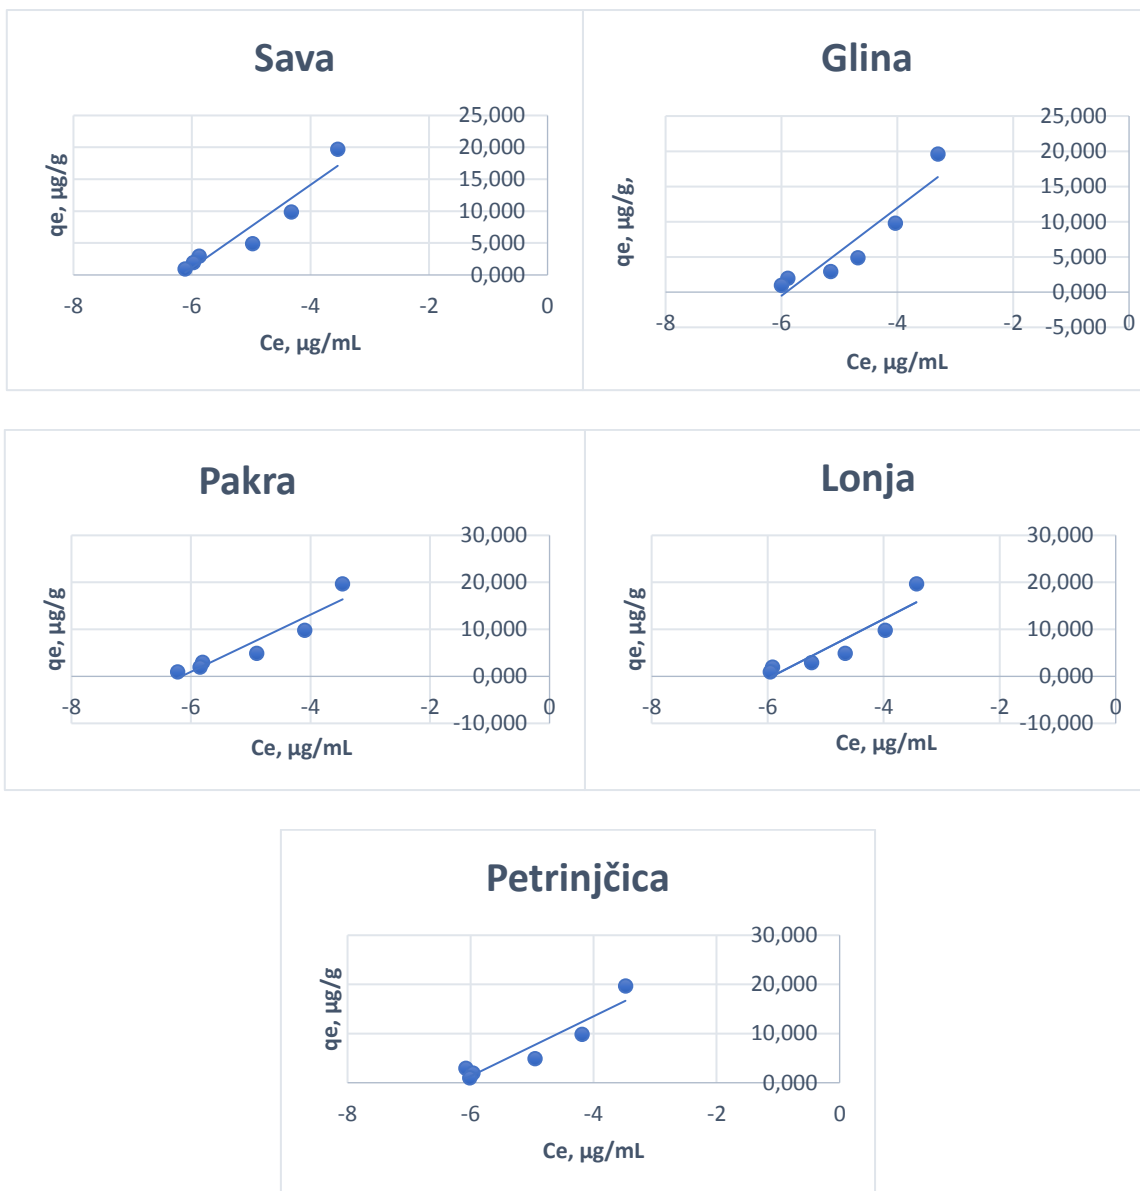 Sava
25,000
20,000
15,000
10,000
5,000
0,000
qe, µg/g
-8 -6 -4 -2 0
Ce, µg/mL
Glina
25,000
20,000
15,000
10,000
5,000
0,000
-5,000
qe, µg/g,
-8 -6 -4 -2 0
Ce, µg/mL
Pakra
30,000
20,000
10,000
0,000
-10,000
qe, µg/g
-8 -6 -4 -2 0
Ce, µg/mL
Lonja
30,000
20,000
10,000
0,000
-10,000
qe, µg/g
-8 -6 -4 -2 0
Ce, µg/mL
Petrinjčica
30,000
20,000
10,000
0,000
qe, µg/g
-8 -6 -4 -2 0
Ce, µg/mL